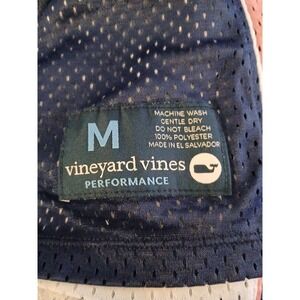 M
MACHINE WASH
GENTLE DRY
DO NOT BLEACH
100% POLYESTER
MADE IN EL SALVADOR
vineyard vines
PERFORMANCE